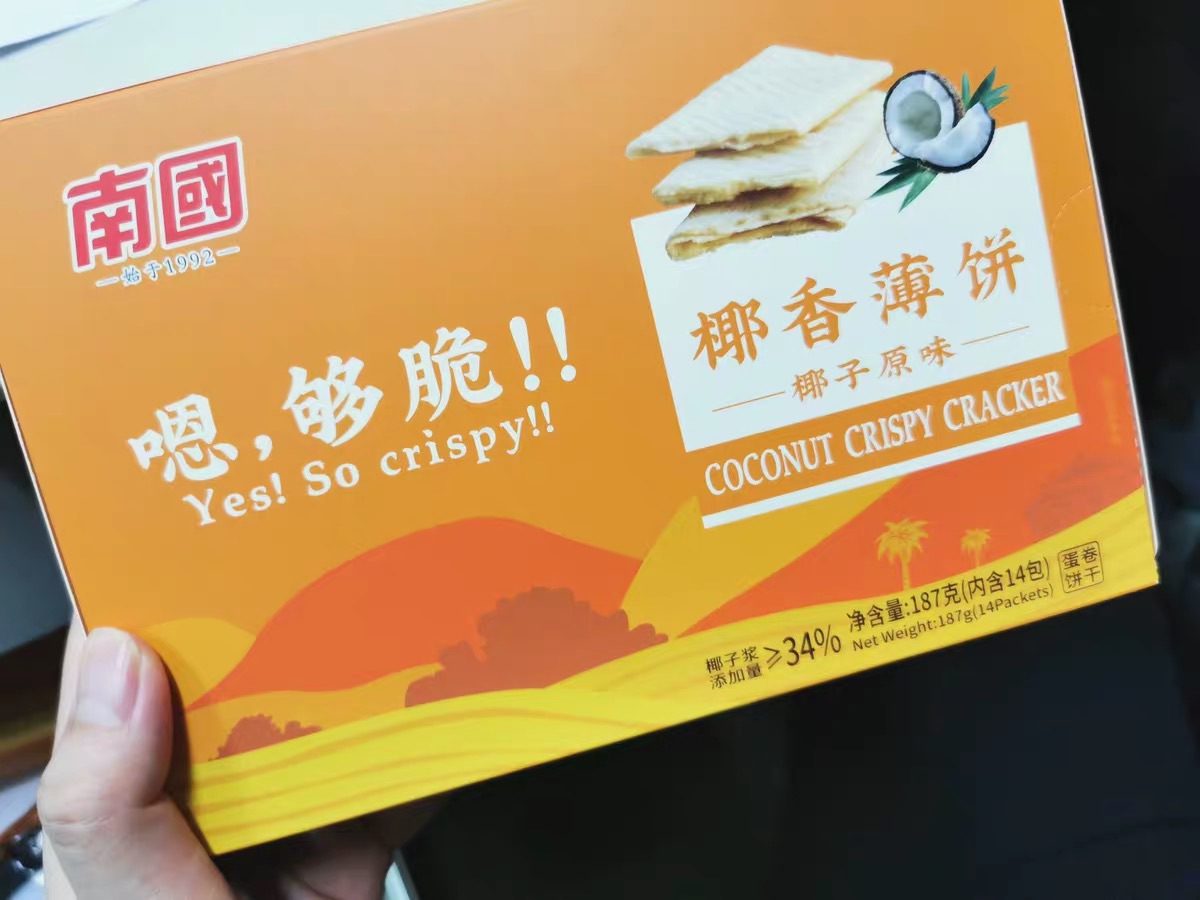 南國
始于1992
嗯,够脆!!
Yes! So crispy!!
椰香薄饼
椰子原味
COCONUT CRISPY CRACKER
椰子浆
添加量
≥34%
净含量:187克(内含14包)
Net Weight:187g(14Packets)
蛋卷
饼干